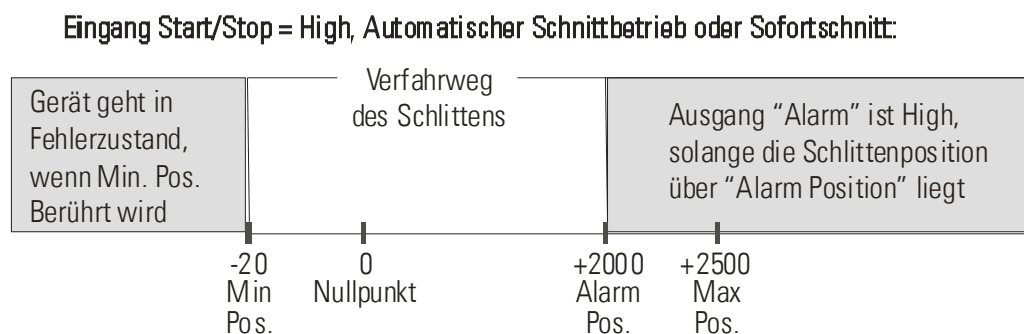 Eingang Start/Stop = High, Automatischer Schnittbetrieb oder Sofortschnitt:
Gerät geht in
Fehlerzustand,
wenn Min. Pos.
Berührt wird
Verfahrweg
des Schlittens
Ausgang “Alarm” ist High,
solange die Schlittenposition
über “Alarm Position” liegt
-20
Min
Pos.
0
Nullpunkt
+2000
Alarm
Pos.
+2500
Max
Pos.